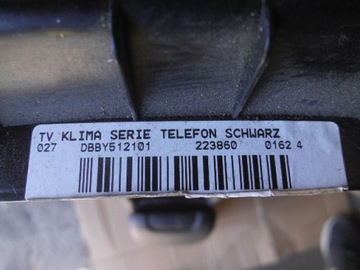 TV KLIMA SERIE TELEFON SCHWARZ
027 DBBY512101 223860 0162 4